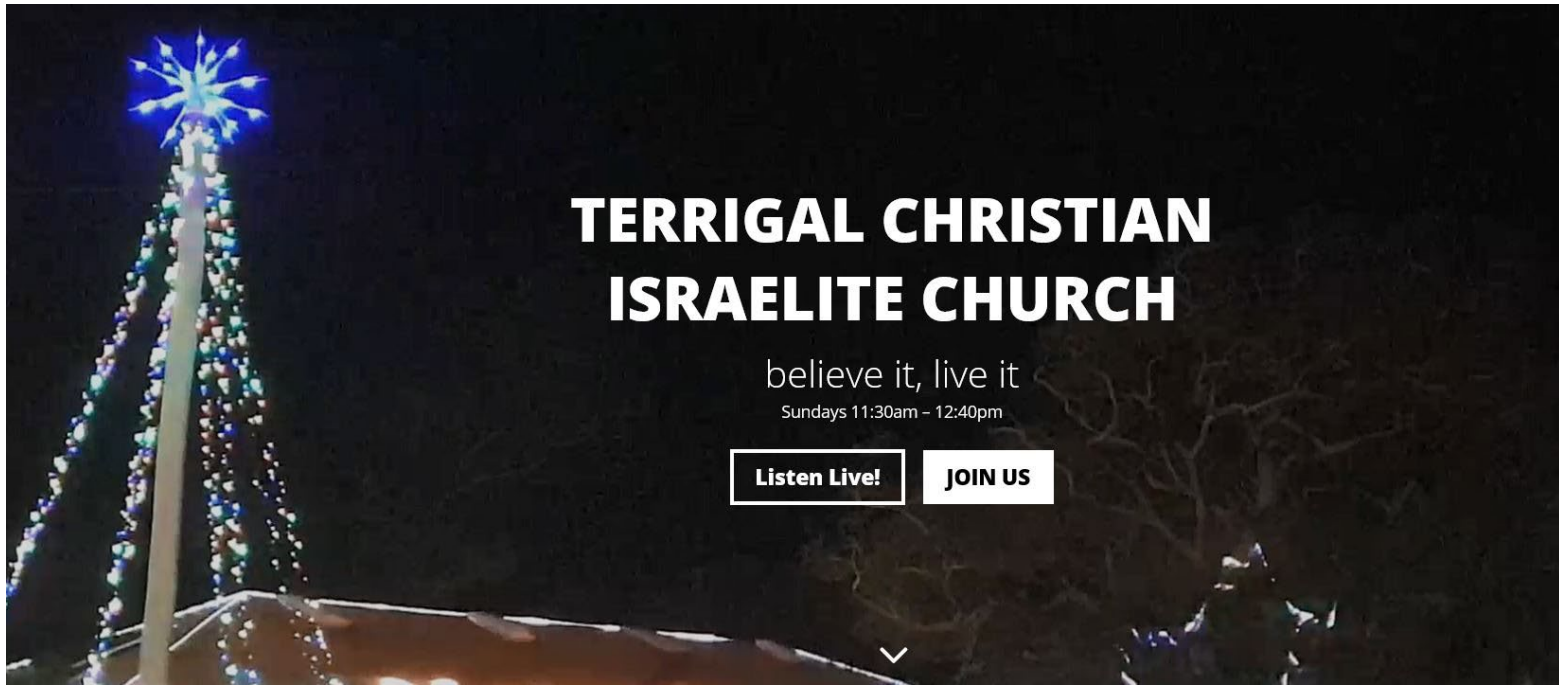 TERRIGAL CHRISTIAN
ISRAELITE CHURCH
believe it, live it
Sundays 11:30am – 12:40pm
Listen Live!
JOIN US